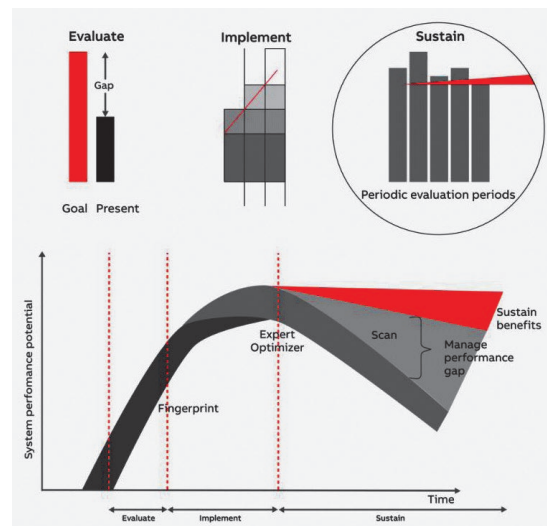 Evaluate
Implement
Sustain
Gap
Goal
Present
Periodic evaluation periods
System perfomance potential
Fingerprint
Expert
Optimizer
Scan
Manage
performance
gap
Sustain
benefits
Time
Evaluate
Implement
Sustain